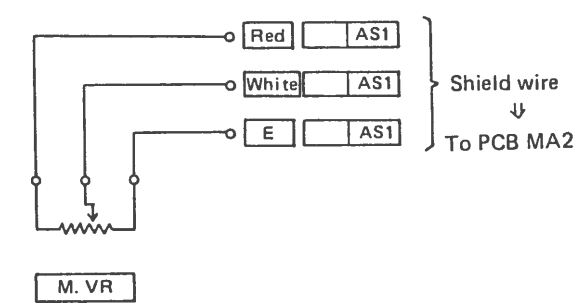 Red AS1
White AS1
E AS1
Shield wire
⇓
To PCB MA2
M. VR